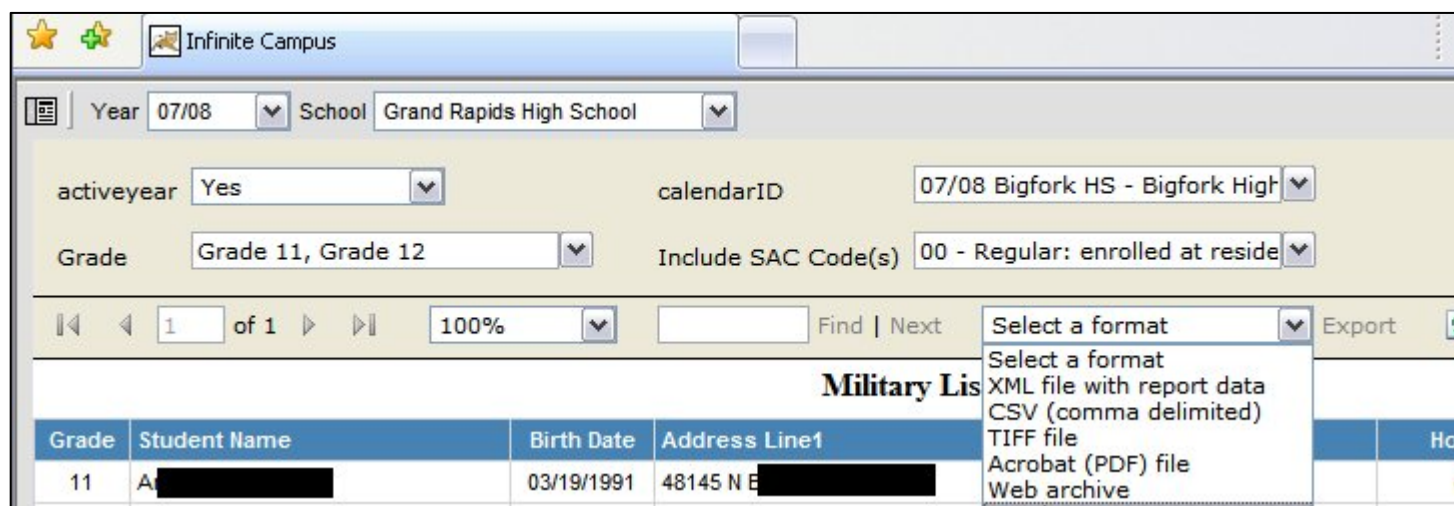 Infinite Campus
Year 07/08 School Grand Rapids High School
activeyear Yes calendarID 07/08 Bigfork HS - Bigfork High
Grade Grade 11, Grade 12 Include SAC Code(s) 00 - Regular: enrolled at reside
1 of 1 100% Find | Next Select a format Export
Select a format
Military Lis XML file with report data
CSV (comma delimited)
TIFF file
Acrobat (PDF) file
Web archive
Grade Student Name Birth Date Address Line1
11 03/19/1991 48145 N